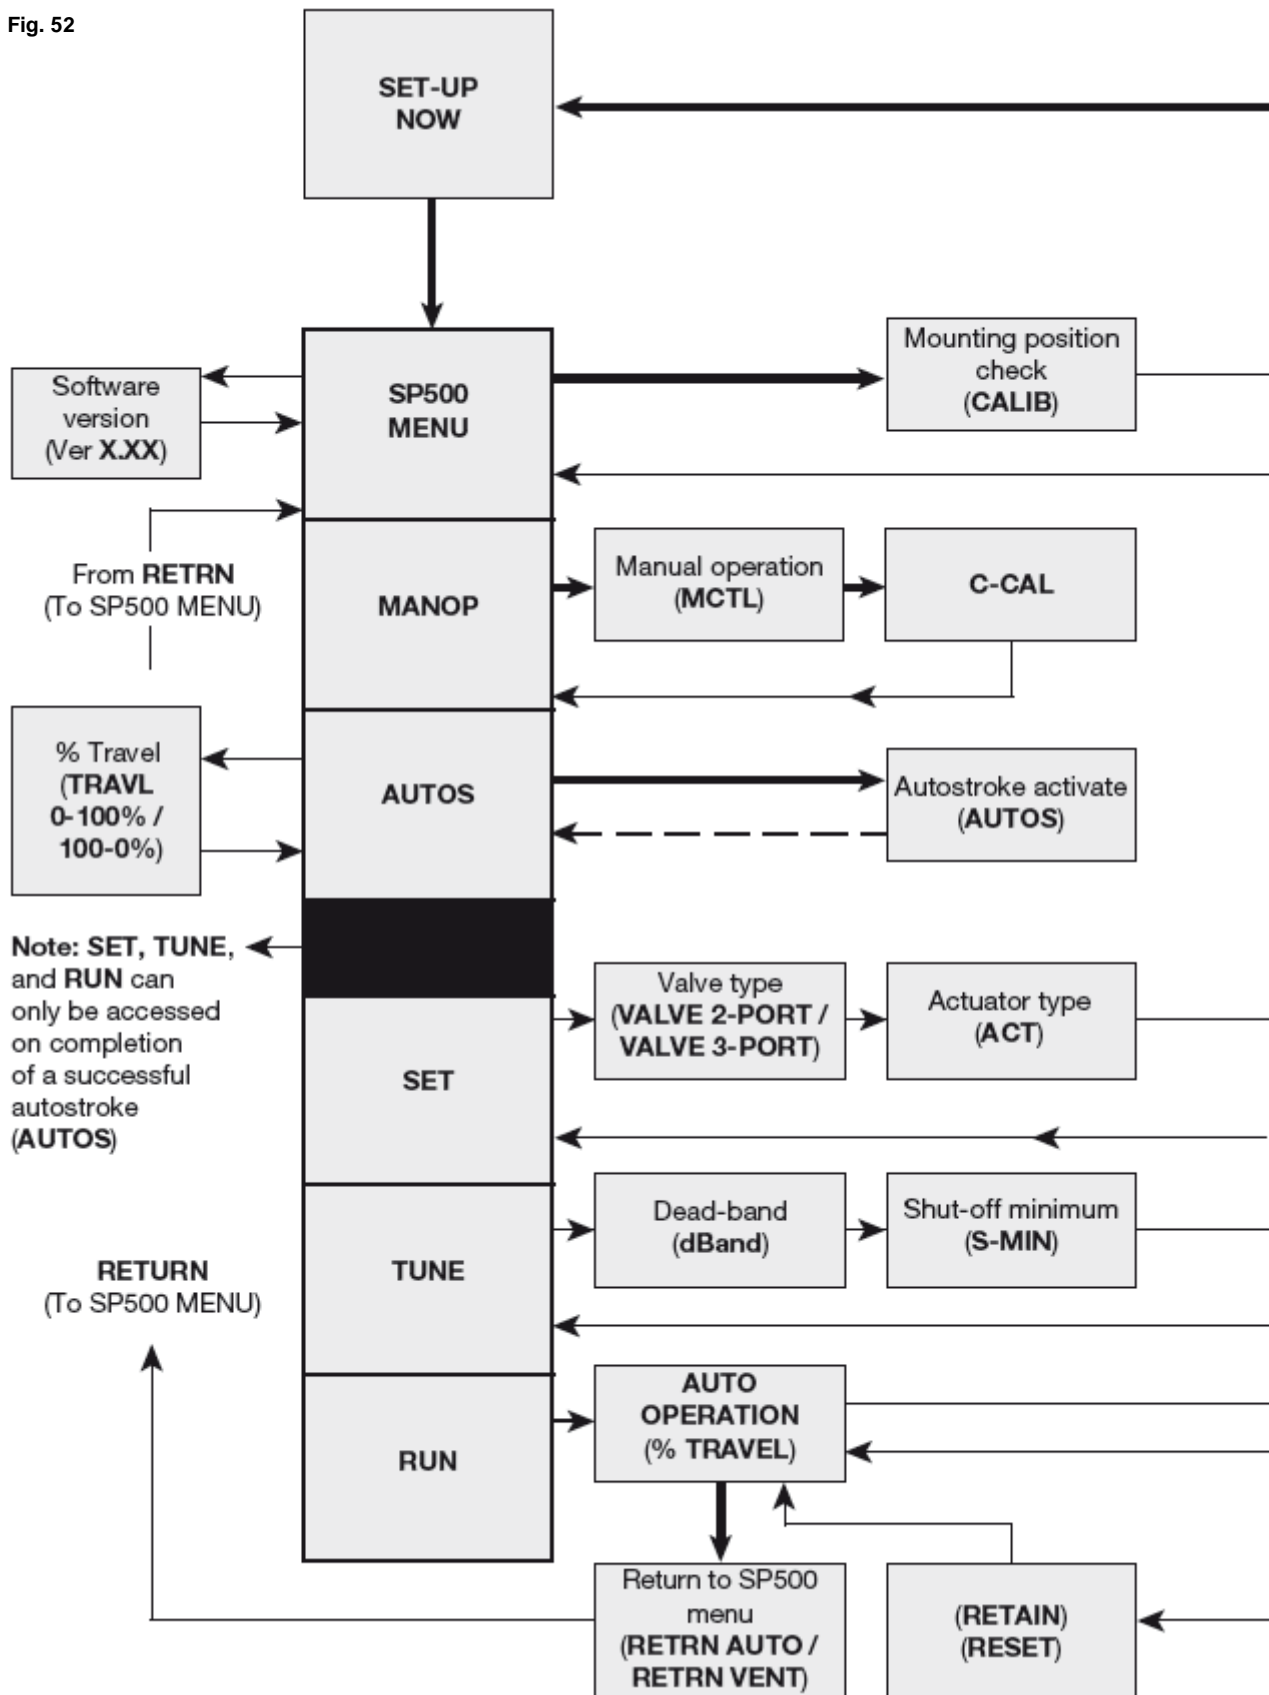 Fig. 52
SET-UP
NOW
SP500
MENU
Mounting position
check
(CALIB)
Software
version
(Ver X.XX)
From RETRN
(To SP500 MENU)
MANOP
Manual operation
(MCTL)
C-CAL
% Travel
(TRAVL
0-100% /
100-0%)
AUTOS
Autostroke activate
(AUTOS)
Note: SET, TUNE,
and RUN can
only be accessed
on completion
of a successful
autostroke
(AUTOS)
SET
Valve type
(VALVE 2-PORT /
VALVE 3-PORT)
Actuator type
(ACT)
TUNE
Dead-band
(dBand)
Shut-off minimum
(S-MIN)
RETURN
(To SP500 MENU)
RUN
AUTO
OPERATION
(% TRAVEL)
Return to SP500
menu
(RETRN AUTO /
RETRN VENT)
(RETAIN)
(RESET)